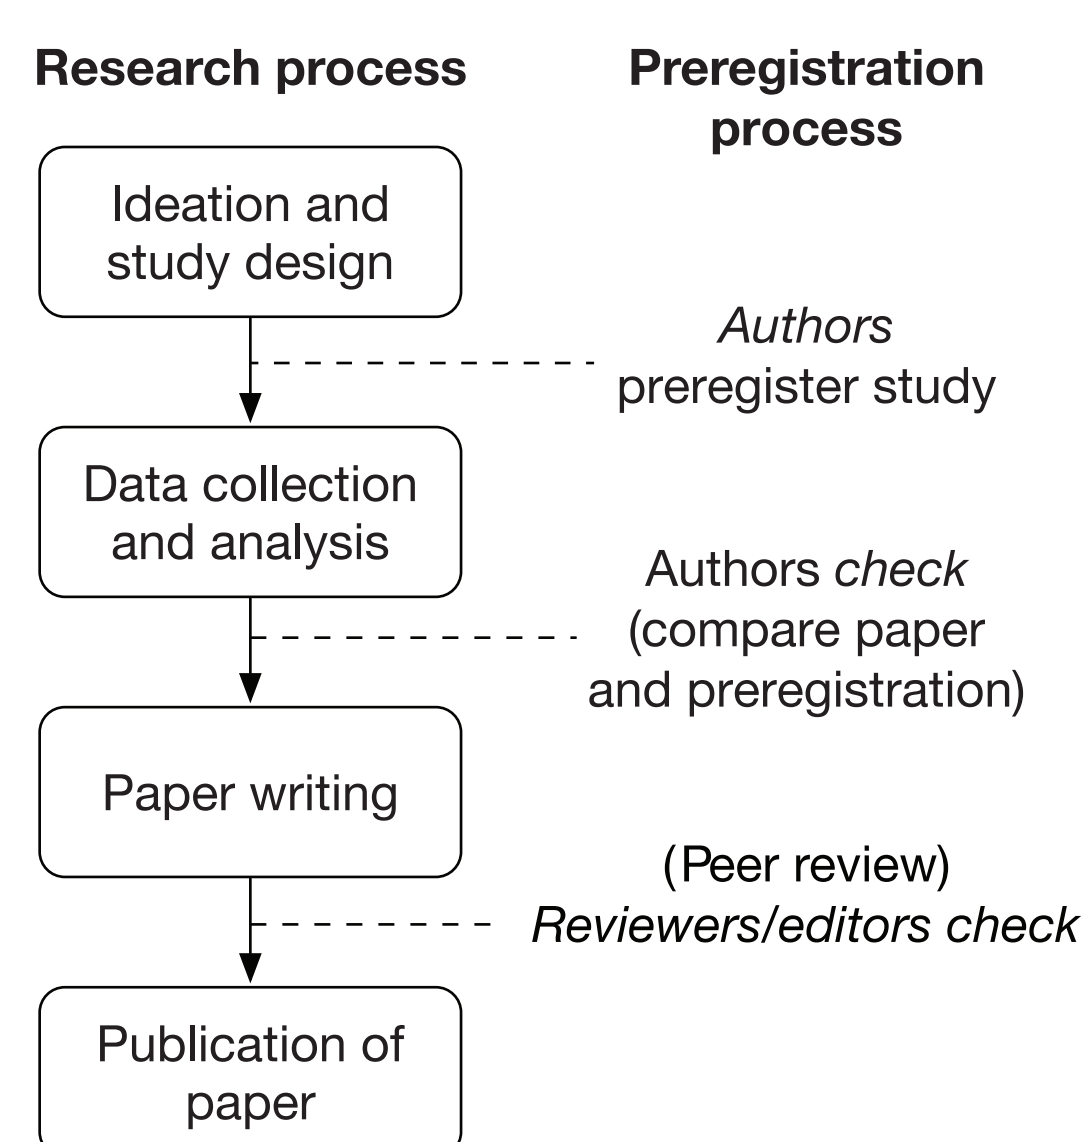 Research process
Preregistration
process
Ideation and
study design
Authors
preregister study
Data collection
and analysis
Authors check
(compare paper
and preregistration)
Paper writing
(Peer review)
Reviewers/editors check
Publication of
paper